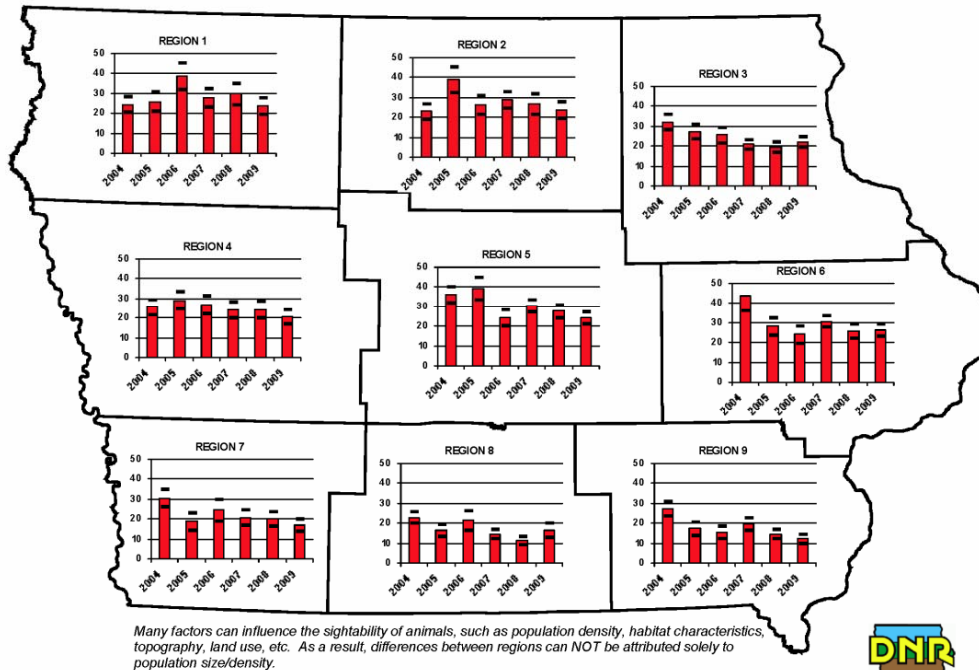 REGION 1
50
40
30
20
10
0
2004 2005 2006 2007 2008 2009
REGION 2
50
40
30
20
10
0
2004 2005 2006 2007 2008 2009
REGION 3
50
40
30
20
10
0
2004 2005 2006 2007 2008 2009
REGION 4
50
40
30
20
10
0
2004 2005 2006 2007 2008 2009
REGION 5
50
40
30
20
10
0
2004 2005 2006 2007 2008 2009
REGION 6
50
40
30
20
10
0
2004 2005 2006 2007 2008 2009
REGION 7
50
40
30
20
10
0
2004 2005 2006 2007 2008 2009
REGION 8
50
40
30
20
10
0
2004 2005 2006 2007 2008 2009
REGION 9
50
40
30
20
10
0
2004 2005 2006 2007 2008 2009
Many factors can influence the sightability of animals, such as population density, habitat characteristics,
topography, land use, etc. As a result, differences between regions can NOT be attributed solely to
population size/density.
DNR